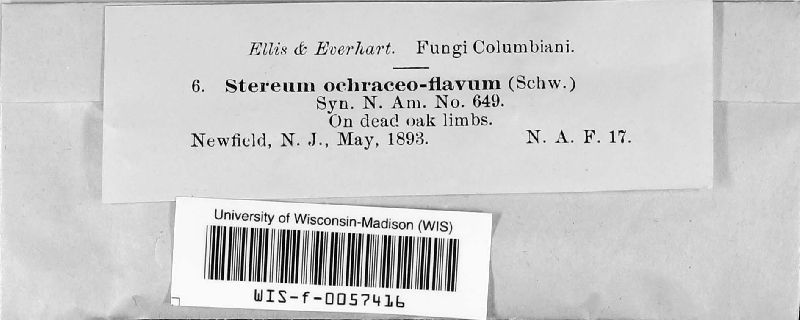 Ellis & Everhart. Fungi Columbiani.
6. Stereum ochraceo-flavum (Schw.)
Syn. N. Am. No. 649.
On dead oak limbs.
Newfield, N. J., May, 1893. N. A. F. 17.
University of Wisconsin-Madison (WIS)
WIS-f-0057416